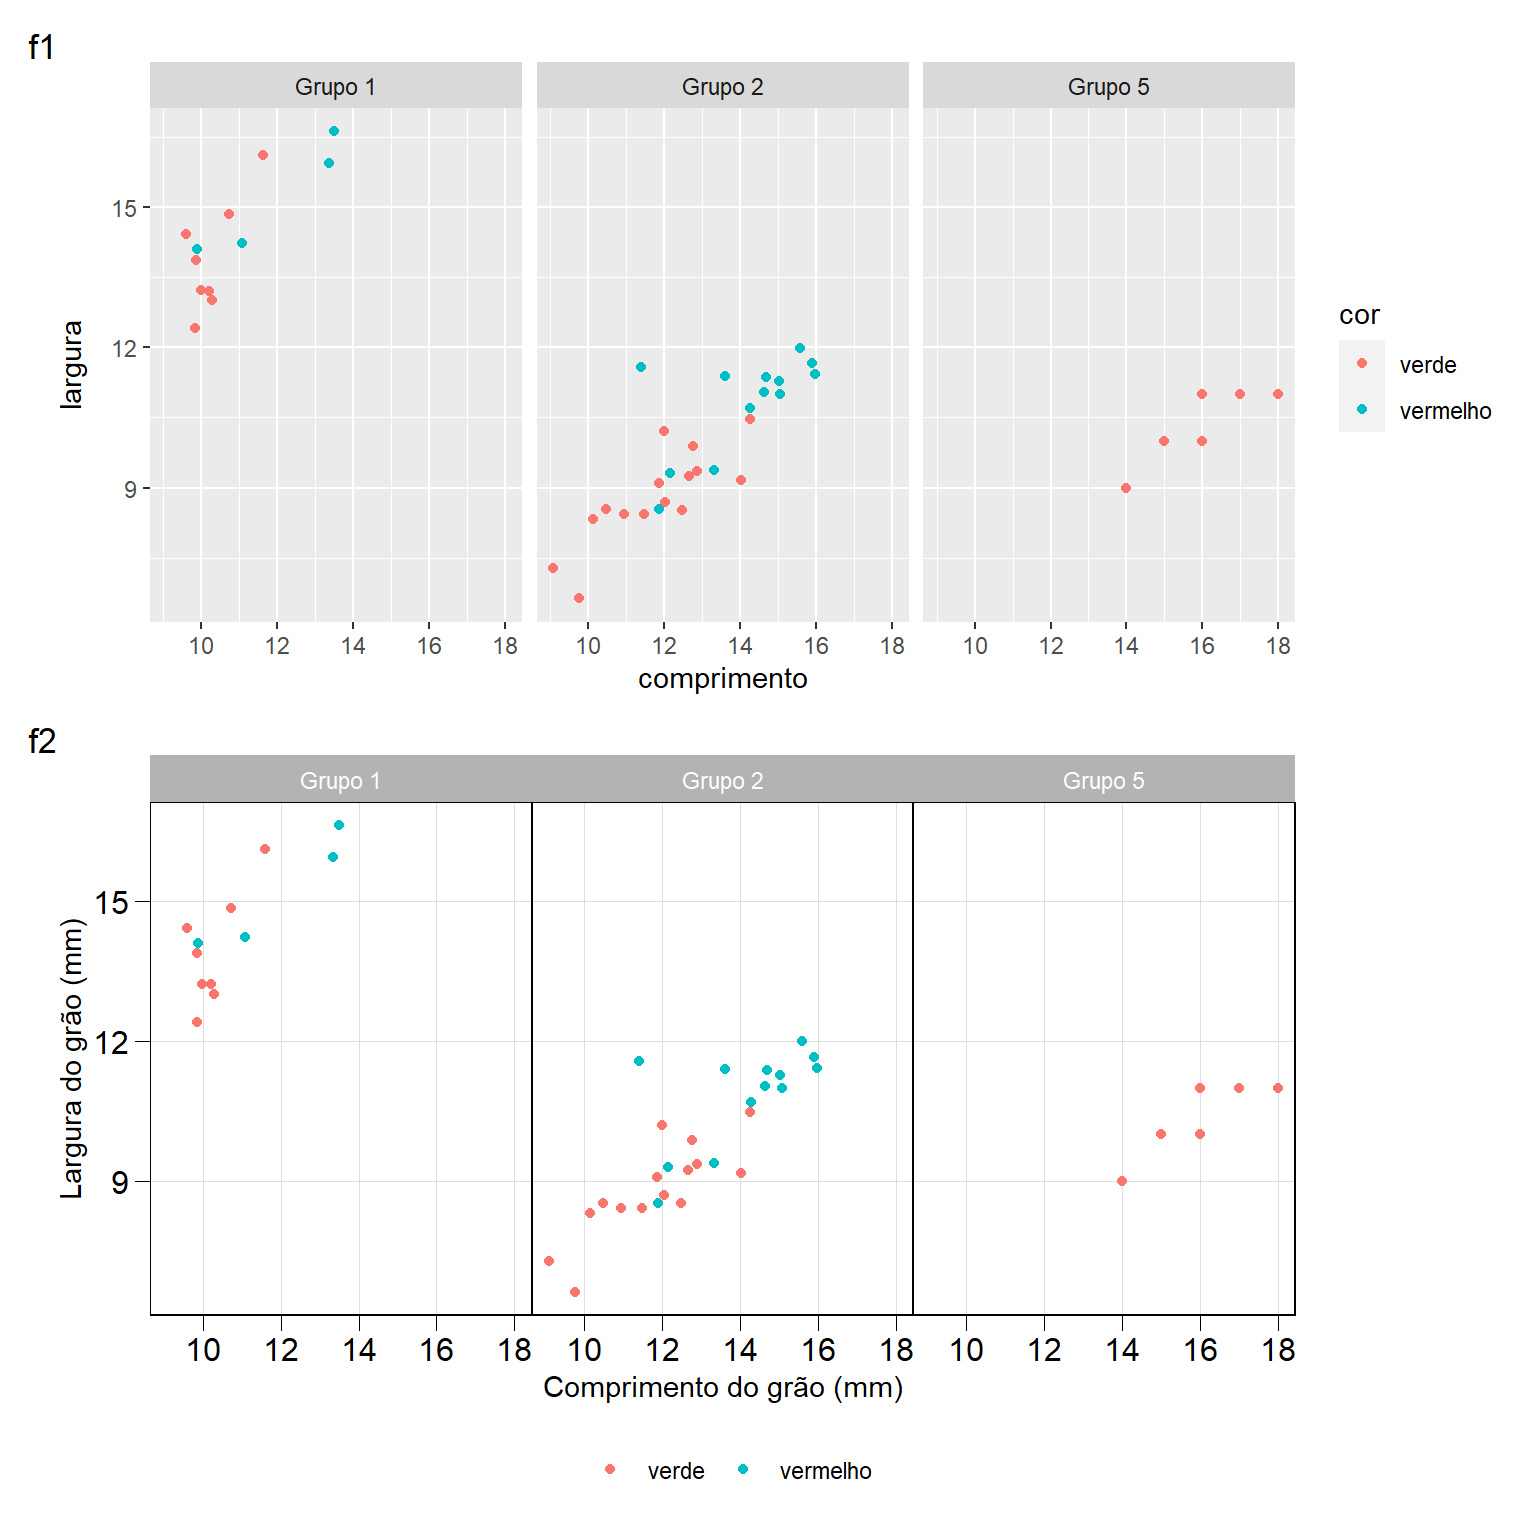 f1
Grupo 1 Grupo 2 Grupo 5
15
12
9
largura
10 12 14 16 18 10 12 14 16 18 10 12 14 16 18
comprimento
cor
verde
vermelho
f2
Grupo 1 Grupo 2 Grupo 5
15
12
9
Largura do grão (mm)
10 12 14 16 18 10 12 14 16 18 10 12 14 16 18
Comprimento do grão (mm)
verde vermelho